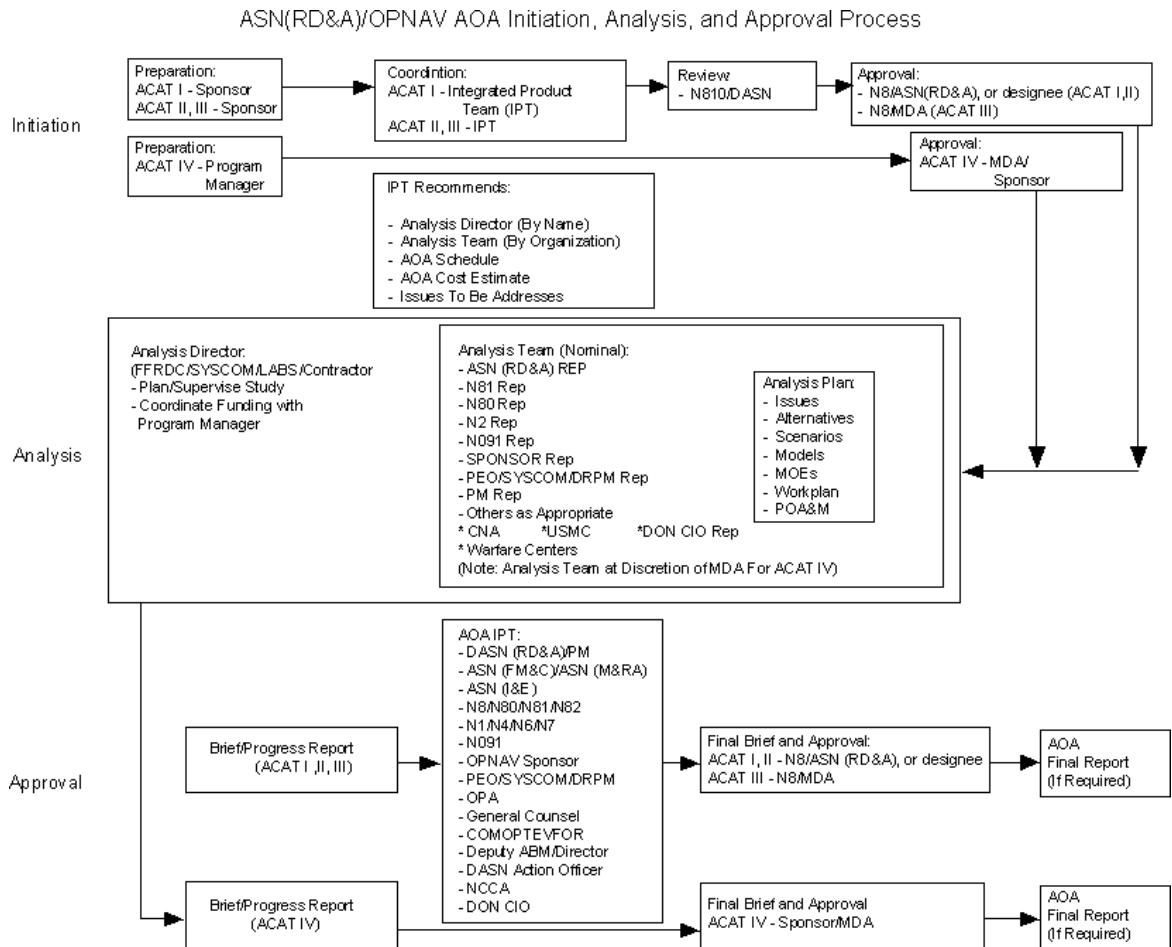 ASN(RD&A)/OPNAV AOA Initiation, Analysis, and Approval Process
Initiation
Preparation:
ACAT I - Sponsor
ACAT II, III - Sponsor
Coordintion:
ACAT I - Integrated Product
Team (IPT)
ACAT II, III - IPT
Review:
- N810/DASN
Approval:
- N8/ASN(RD&A), or designee (ACAT I,II)
- N8/MDA (ACAT III)
Preparation:
ACAT IV - Program
Manager
Approval:
ACAT IV - MDA/
Sponsor
IPT Recommends:
- Analysis Director (By Name)
- Analysis Team (By Organization)
- AOA Schedule
- AOA Cost Estimate
- Issues To Be Addresses
Analysis
Analysis Director:
(FFRDC/SYSCOM/LABS/Contractor
- Plan/Supervise Study
- Coordinate Funding with
Program Manager
Analysis Team (Nominal):
- ASN (RD&A) REP
- N81 Rep
- N80 Rep
- N2 Rep
- N091 Rep
- SPONSOR Rep
- PEO/SYSCOM/DRPM Rep
- PM Rep
- Others as Appropriate
* CNA *USMC *DON CIO Rep
* Warfare Centers
(Note: Analysis Team at Discretion of MDA For ACAT IV)
Analysis Plan:
- Issues
- Alternatives
- Scenarios
- Models
- MOEs
- Workplan
- POA&M
Approval
Brief/Progress Report
(ACAT I ,II, III)
AOA IPT:
- DASN (RD&A)/PM
- ASN (FM&C)/ASN (M&RA)
- ASN (I&E)
- N8/N80/N81/N82
- N1/N4/N6/N7
- N091
- OPNAV Sponsor
- PEO/SYSCOM/DRPM
- OPA
- General Counsel
- COMOPTEVFOR
- Deputy ABM/Director
- DASN Action Officer
- NCCA
- DON CIO
Final Brief and Approval:
ACAT I, II - N8/ASN (RD&A), or designee
ACAT III - N8/MDA
AOA
Final Report
(If Required)
Brief/Progress Report
(ACAT IV)
Final Brief and Approval
ACAT IV - Sponsor/MDA
AOA
Final Report
(If Required)